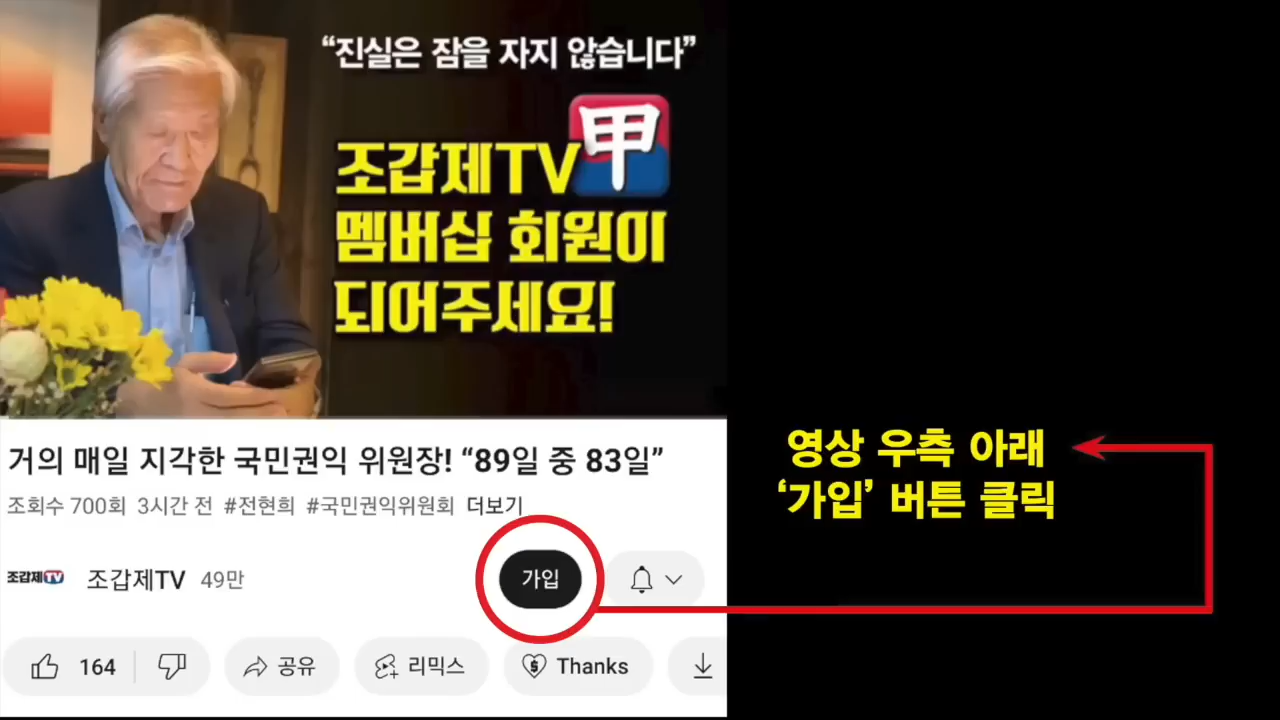 “진실은 잠을 자지 않습니다”
조갑제TV 甲
멤버십 회원이
되어주세요!
거의 매일 지각한 국민권익 위원장! “89일 중 83일”
조회수 700회 3시간 전 #전현희 #국민권익위원회 더보기
조갑제TV 조갑제TV 49만 가입
164 공유 리믹스 Thanks
영상 우측 아래
‘가입’ 버튼 클릭